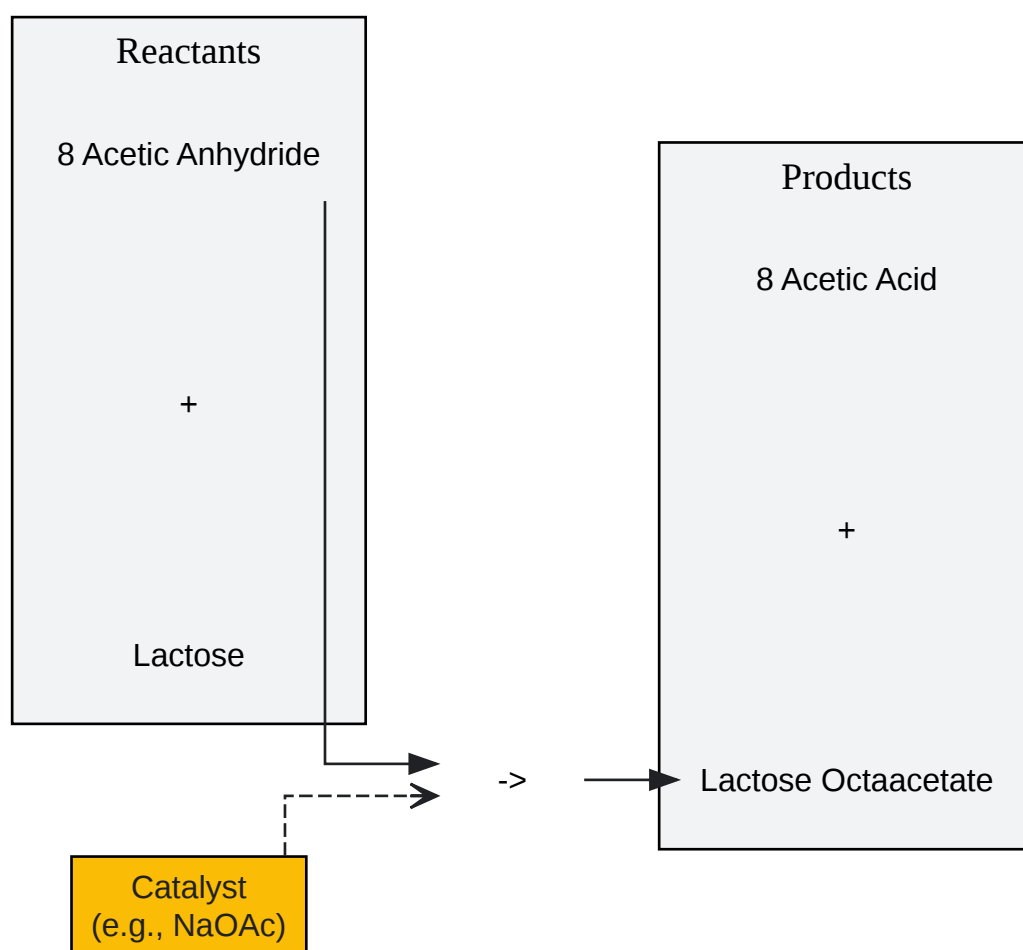 Reactants
8 Acetic Anhydride
+
Lactose
Catalyst
(e.g., NaOAc)
->
Products
8 Acetic Acid
+
Lactose Octaacetate